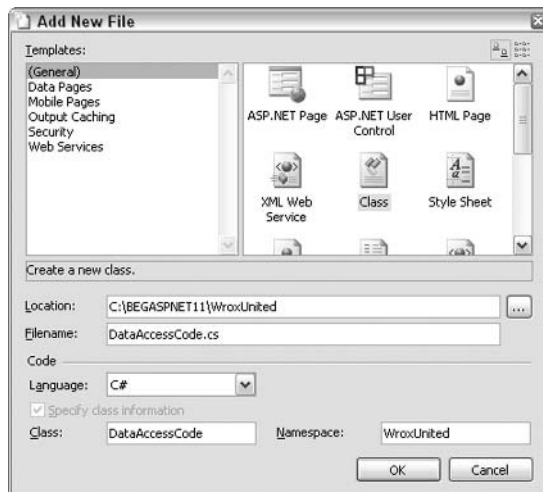 Add New File
Templates:
(General)
Data Pages
Mobile Pages
Output Caching
Security
Web Services
ASP.NET Page
ASP.NET User Control
HTML Page
XML Web Service
Class
Style Sheet
Create a new class.
Location: C:\BEGASPNET11\WroxUnited ...
Filename: DataAccessCode.cs
Code
Language: C#
Specify class information
Class: DataAccessCode Namespace: WroxUnited
OK Cancel